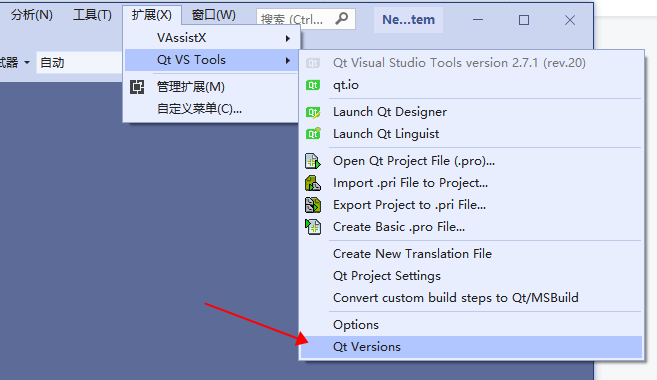 分析(N) 工具(T) 扩展(X) 窗口(W) 搜索 (Ctrl... Ne...tem
试器 自动
VAssistX
Qt VS Tools
管理扩展(M)
自定义菜单(C)...
Qt Visual Studio Tools version 2.7.1 (rev.20)
qt.io
Launch Qt Designer
Launch Qt Linguist
Open Qt Project File (.pro)...
Import .pri File to Project...
Export Project to .pri File...
Create Basic .pro File...
Create New Translation File
Qt Project Settings
Convert custom build steps to Qt/MSBuild
Options
Qt Versions